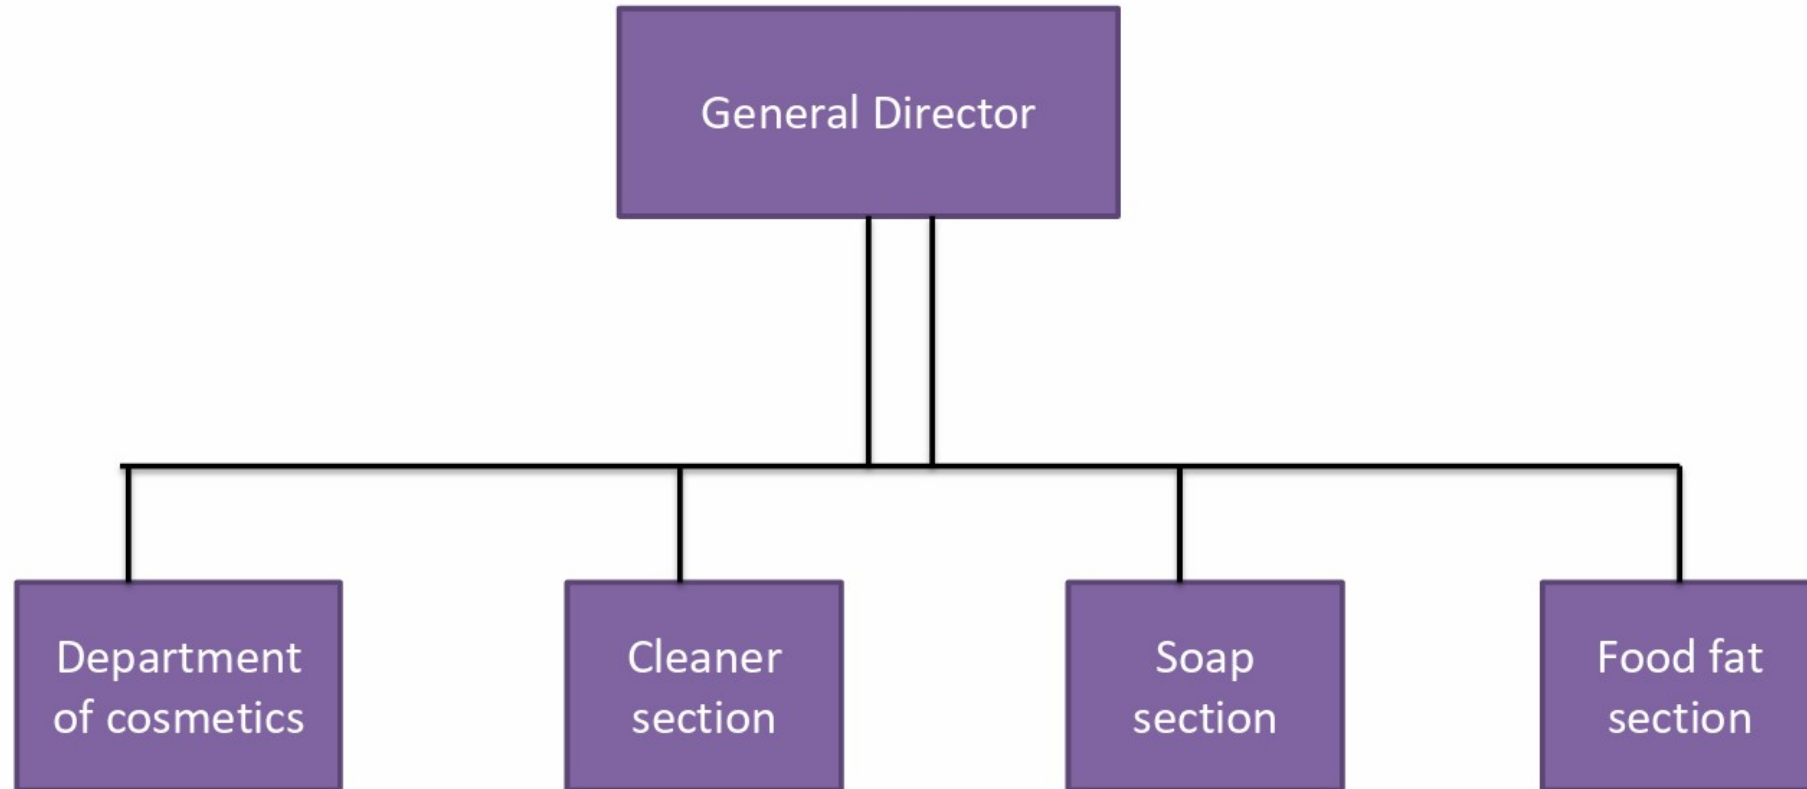 General Director
Department
of cosmetics
Cleaner
section
Soap
section
Food fat
section